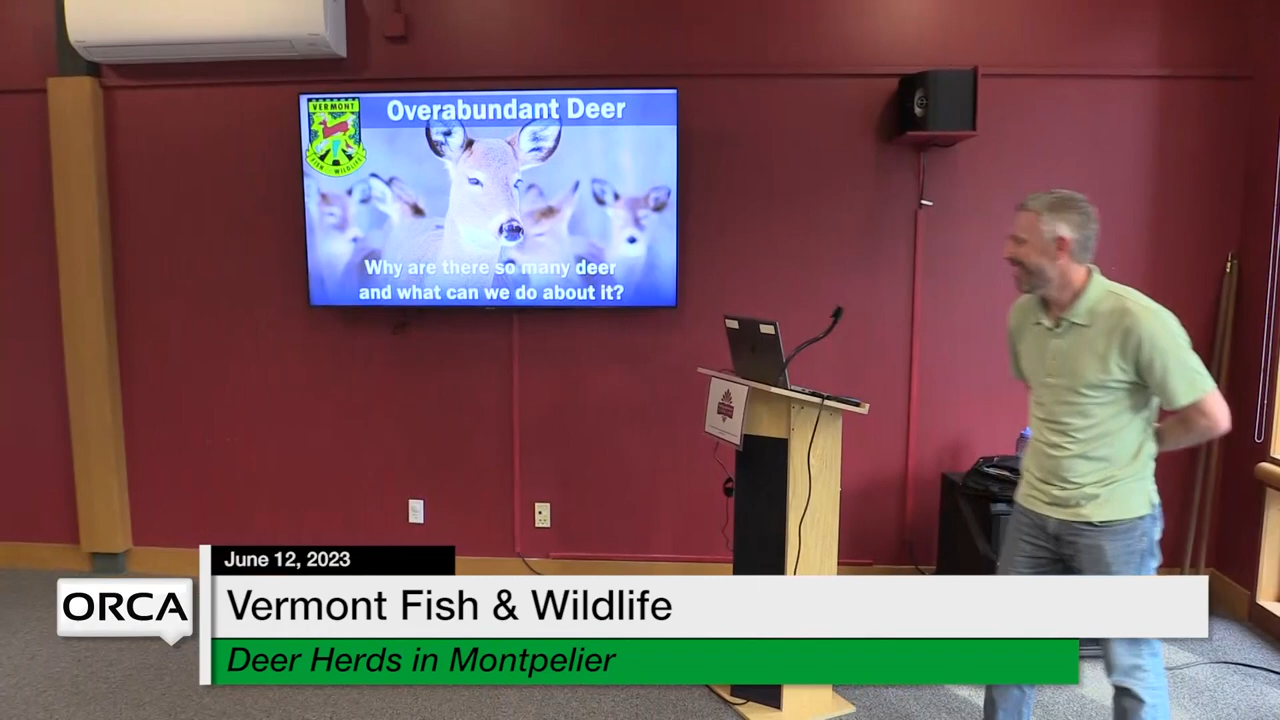 Overabundant Deer
VERMONT
FISH
WILDLIFE
Why are there so many deer
and what can we do about it?
June 12, 2023
ORCA
Vermont Fish & Wildlife
Deer Herds in Montpelier